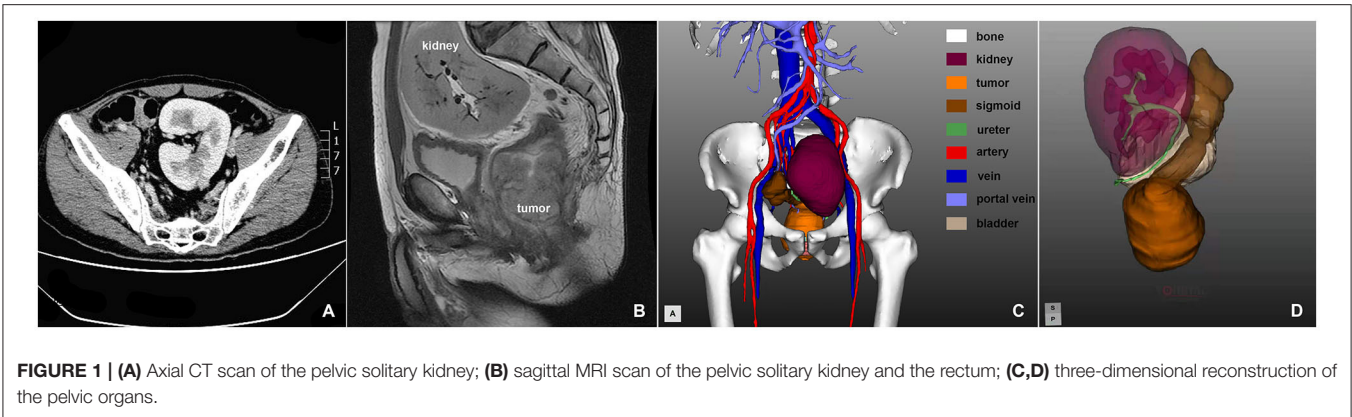 L
1
7
7
A
kidney
tumor
B
bone
kidney
tumor
sigmoid
ureter
artery
vein
portal vein
bladder
A
C
S
P
D
FIGURE 1 | (A) Axial CT scan of the pelvic solitary kidney; (B) sagittal MRI scan of the pelvic solitary kidney and the rectum; (C,D) three-dimensional reconstruction of
the pelvic organs.